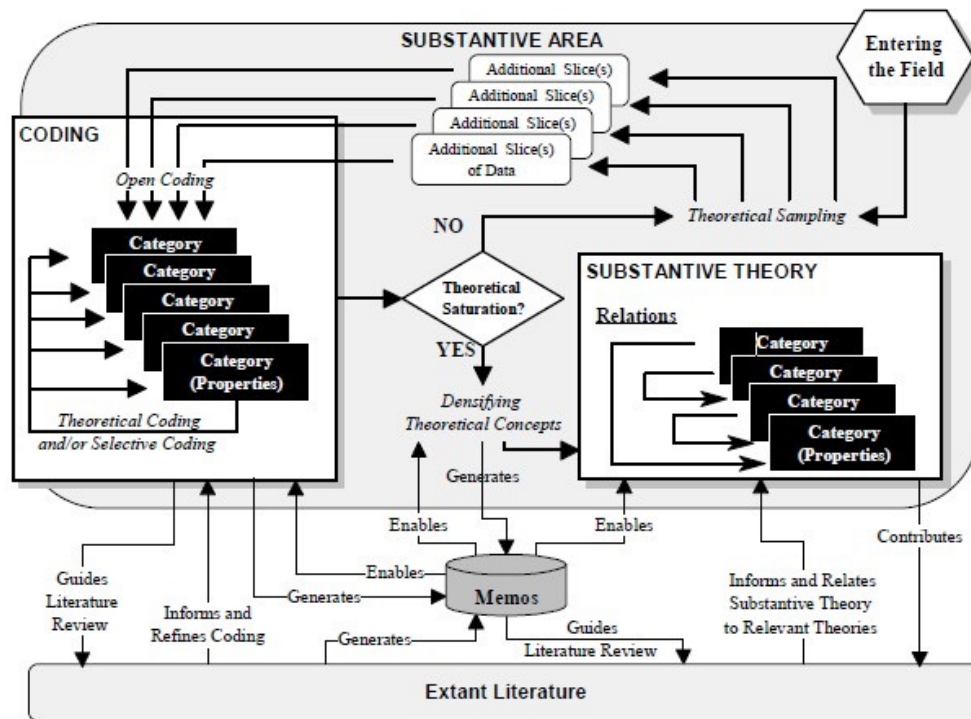 SUBSTANTIVE AREA
Entering
the Field
Additional Slice(s)
Additional Slice(s)
Additional Slice(s)
Additional Slice(s)
of Data
CODING
Open Coding
Category
Category
Category
Category
Category
(Properties)
Theoretical Coding
and/or Selective Coding
Theoretical Sampling
NO
Theoretical
Saturation?
YES
Densifying
Theoretical Concepts
SUBSTANTIVE THEORY
Relations
Category
Category
Category
Category
(Properties)
Generates
Enables
Enables
Contributes
Guides
Literature
Review
Informs and
Refines Coding
Enables
Generates
Generates
Memos
Guides
Literature Review
Informs and Relates
Substantive Theory
to Relevant Theories
Extant Literature